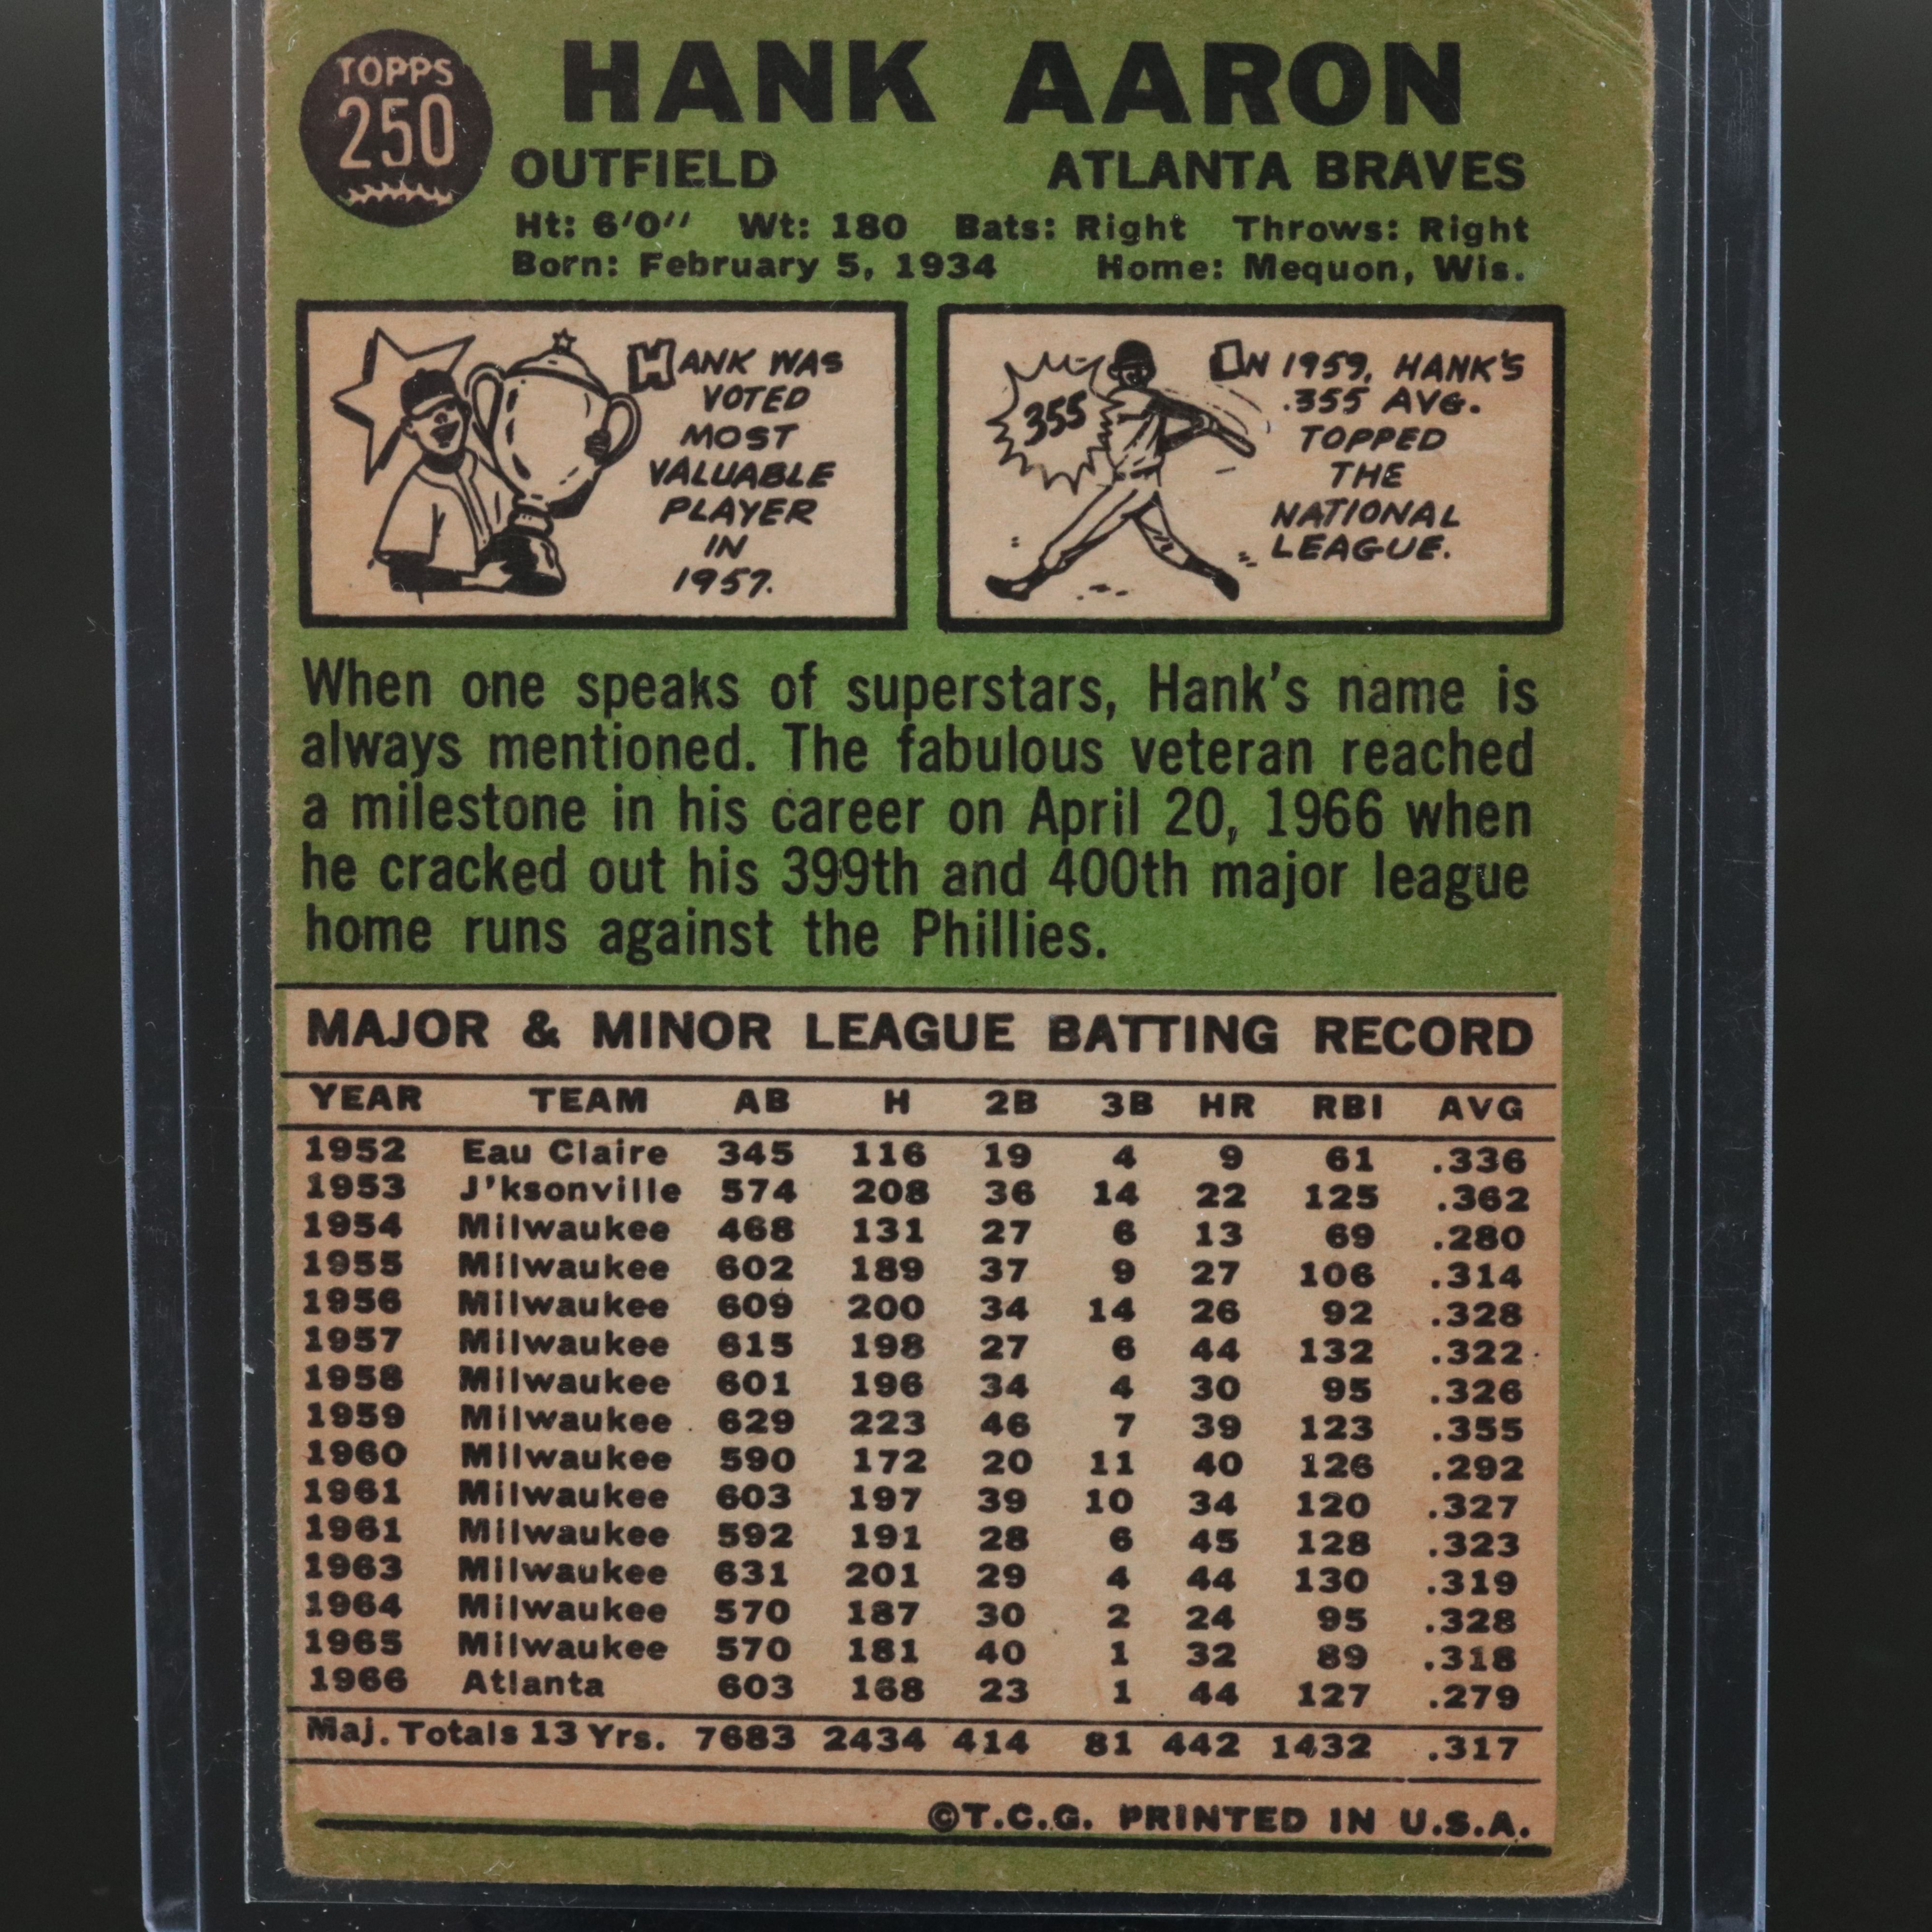 TOPPS
250
HANK AARON
OUTFIELD ATLANTA BRAVES
Ht: 6'0'' Wt: 180 Bats: Right Throws: Right
Born: February 5, 1934 Home: Mequon, Wis.
HANK WAS
VOTED
MOST
VALUABLE
PLAYER
IN
1957.
355
IN 1959, HANK'S
.355 AVG.
TOPPED
THE
NATIONAL
LEAGUE.
When one speaks of superstars, Hank's name is
always mentioned. The fabulous veteran reached
a milestone in his career on April 20, 1966 when
he cracked out his 399th and 400th major league
home runs against the Phillies.
MAJOR & MINOR LEAGUE BATTING RECORD
YEAR TEAM AB H 2B 3B HR RBI AVG
1952 Eau Claire 345 116 19 4 9 61 .336
1953 J'ksonville 574 208 36 14 22 125 .362
1954 Milwaukee 468 131 27 6 13 69 .280
1955 Milwaukee 602 189 37 9 27 106 .314
1956 Milwaukee 609 200 34 14 26 92 .328
1957 Milwaukee 615 198 27 6 44 132 .322
1958 Milwaukee 601 196 34 4 30 95 .326
1959 Milwaukee 629 223 46 7 39 123 .355
1960 Milwaukee 590 172 20 11 40 126 .292
1961 Milwaukee 603 197 39 10 34 120 .327
1961 Milwaukee 592 191 28 6 45 128 .323
1963 Milwaukee 631 201 29 4 44 130 .319
1964 Milwaukee 570 187 30 2 24 95 .328
1965 Milwaukee 570 181 40 1 32 89 .318
1966 Atlanta 603 168 23 1 44 127 .279
Maj. Totals 13 Yrs. 7683 2434 414 81 442 1432 .317
©T.C.G. PRINTED IN U.S.A.